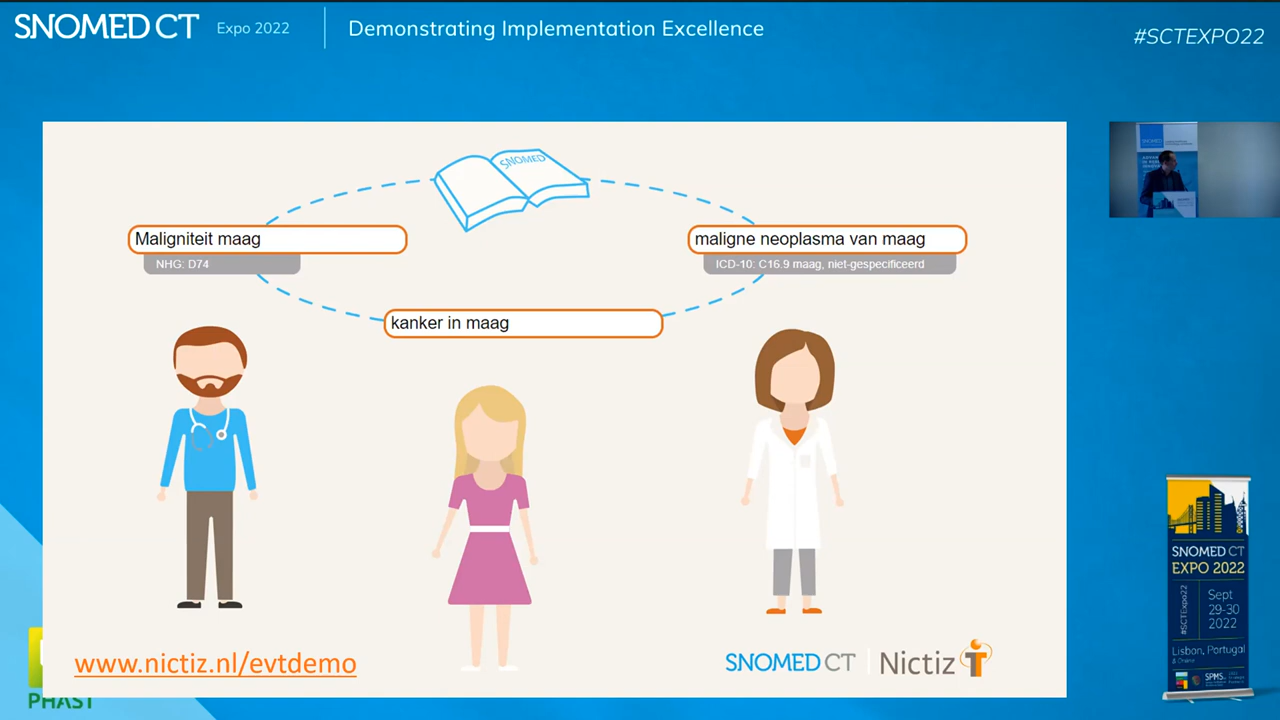 SNOMED CT Expo 2022 Demonstrating Implementation Excellence
#SCTEXPO22
SNOMED
Maligniteit maag
NHG: D74
maligne neoplasma van maag
ICD-10: C16.9 maag, niet-gespecificeerd
kanker in maag
www.nictiz.nl/evtdemo
SNOMED CT Nictiz
PHAST
SNOMED CT
EXPO 2022
#SCTExpo22
Sept
29-30
2022
Lisbon, Portugal
& Online
SPMS